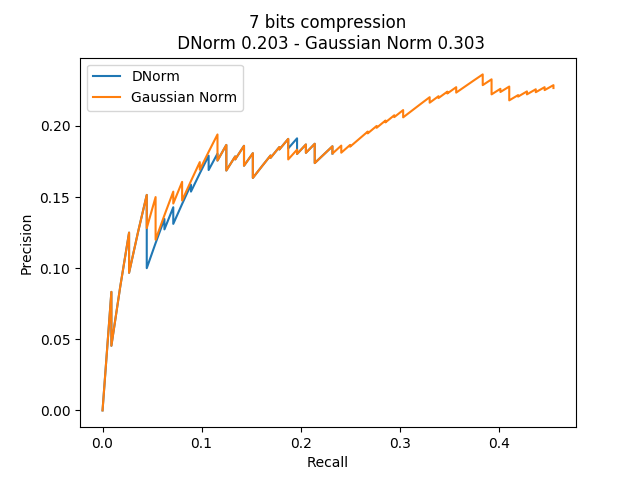 7 bits compression
DNorm 0.203 - Gaussian Norm 0.303
DNorm
Gaussian Norm
0.20
0.15
0.10
0.05
0.00
Precision
0.0 0.1 0.2 0.3 0.4
Recall